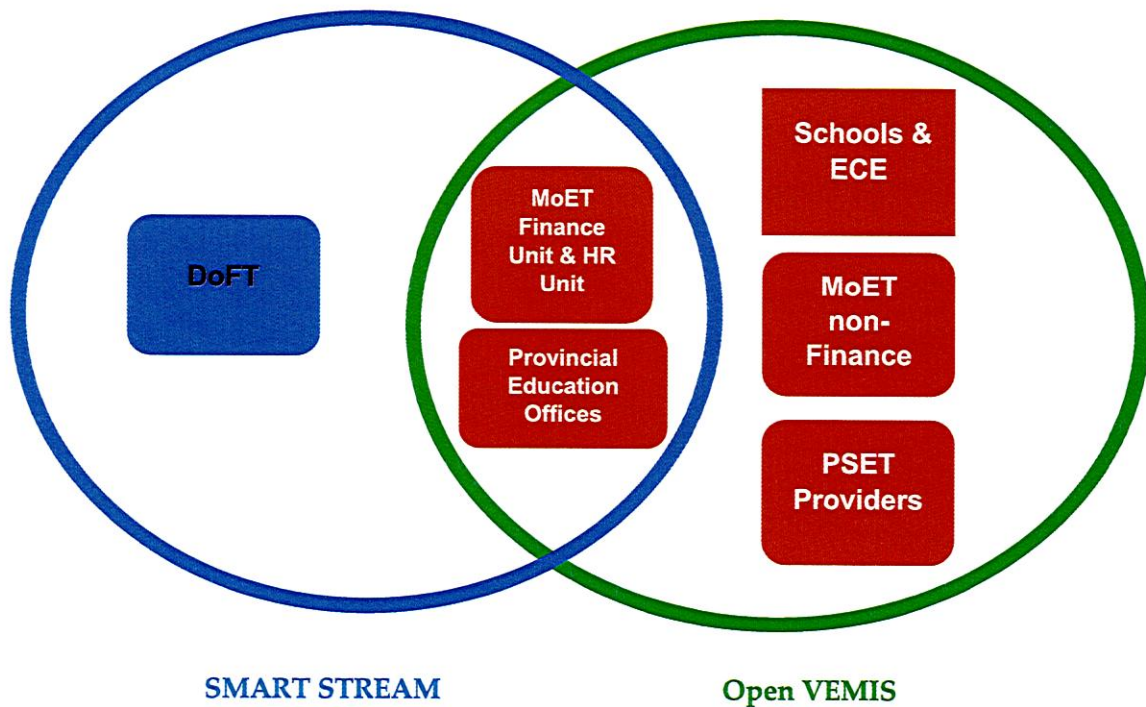 DoFT
MoET
Finance
Unit & HR
Unit
Provincial
Education
Offices
Schools &
ECE
MoET
non-
Finance
PSET
Providers
SMART STREAM
Open VEMIS